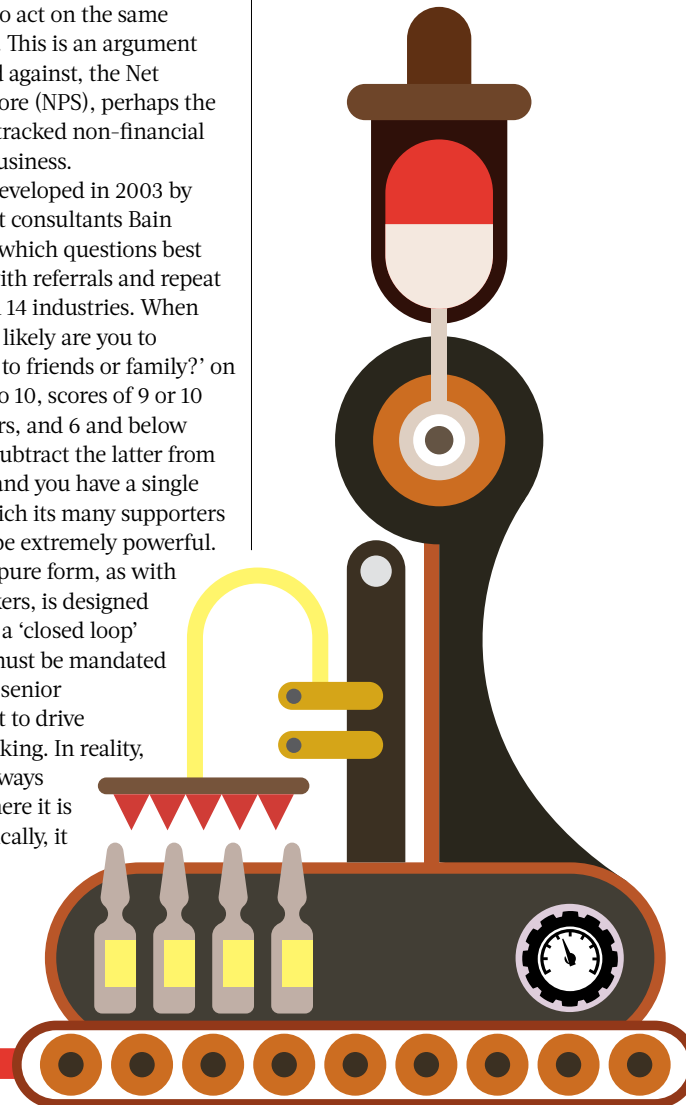 o act on the same
. This is an argument
l against, the Net
ore (NPS), perhaps the
tracked non-financial
usiness.
eveloped in 2003 by
t consultants Bain
which questions best
with referrals and repeat
n 14 industries. When
likely are you to
to friends or family?’ on
o 10, scores of 9 or 10
rs, and 6 and below
ubtract the latter from
and you have a single
hich its many supporters
be extremely powerful.
pure form, as with
kers, is designed
a ‘closed loop’
must be mandated
senior
t to drive
king. In reality,
ways
here it is
cally, it